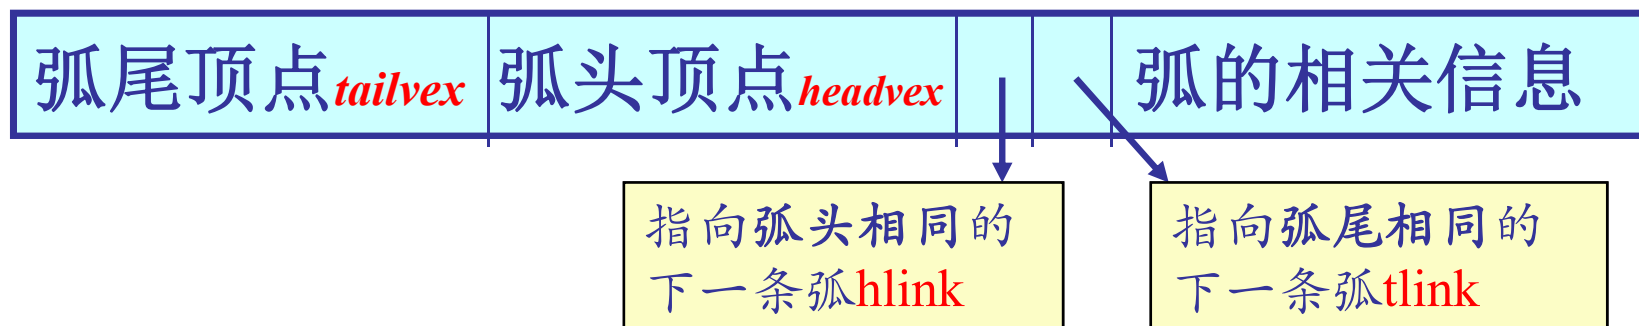 弧尾顶点tailvex 弧头顶点headvex 弧的相关信息
指向弧头相同的
下一条弧hlink
指向弧尾相同的
下一条弧tlink